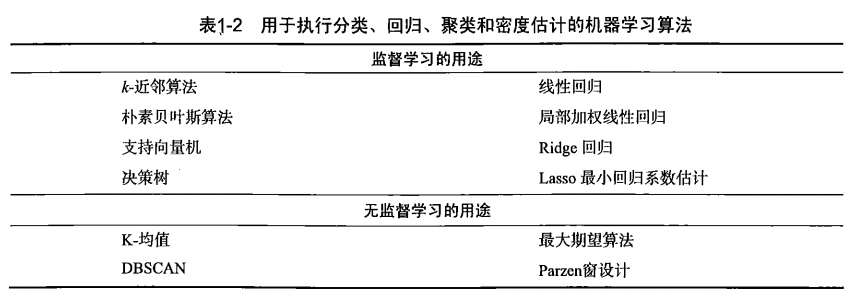 表1-2 用于执行分类、回归、聚类和密度估计的机器学习算法
监督学习的用途
k-近邻算法 线性回归
朴素贝叶斯算法 局部加权线性回归
支持向量机 Ridge 回归
决策树 Lasso 最小回归系数估计
无监督学习的用途
K-均值 最大期望算法
DBSCAN Parzen窗设计